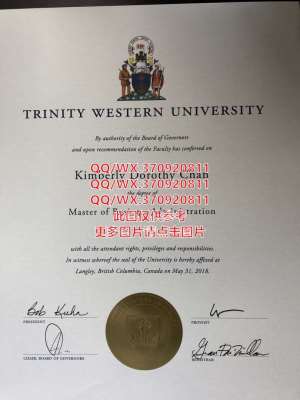 TRINITY WESTERN UNIVERSITY
By authority of the Board of Governors
and upon recommendation of the Faculty has conferred on
QQ/WX:370920811
Kimberly Dorothy Chan
QQ/WX:370920811
the degree of
QQ/WX:370920811
Master of
此图仅供参考
更多图片请点击图片
with all the attendant rights, privileges and responsibilities.
In witness whereof the seal of the University is hereby affixed at
Langley, British Columbia, Canada on May 31, 2018.
PRESIDENT
PROVOST
CHAIR, BOARD OF GOVERNORS
REGISTRAR